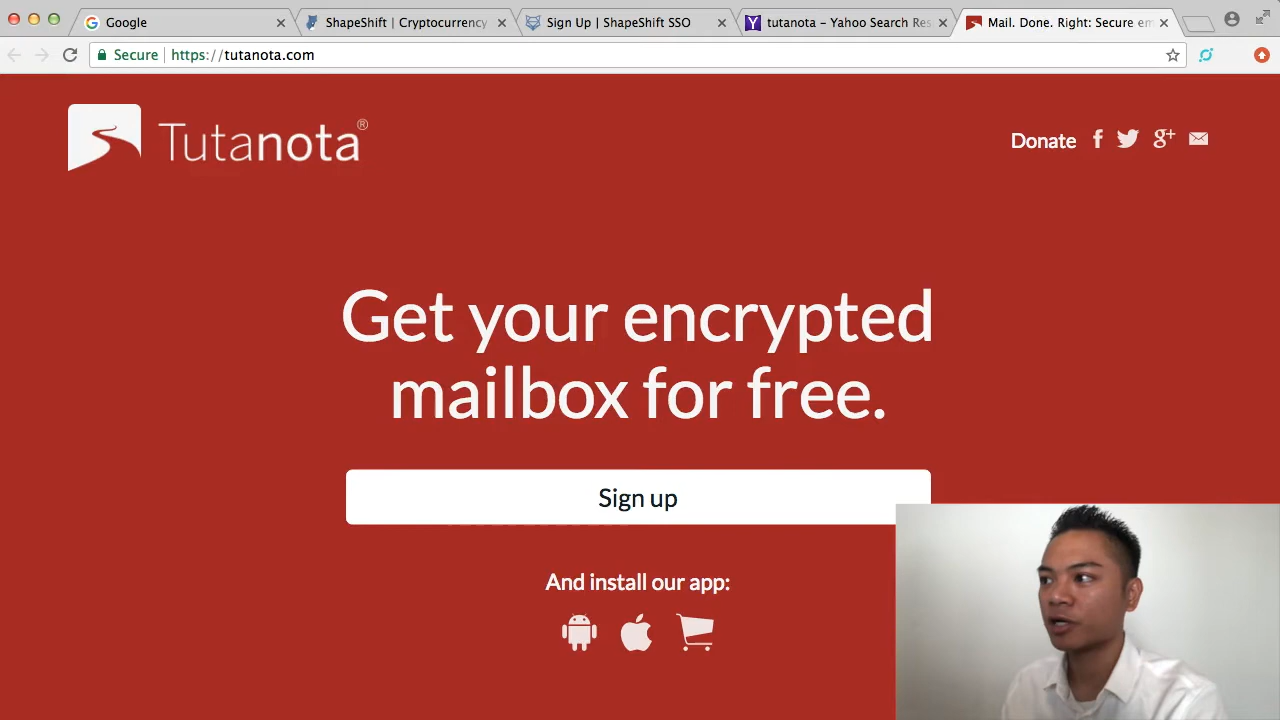 Google
ShapeShift | Cryptocurrency
Sign Up | ShapeShift SSO
tutanota - Yahoo Search Res
Mail. Done. Right: Secure em
Secure
https://tutanota.com
Tutanota®
Donate
Get your encrypted
mailbox for free.
Sign up
And install our app: